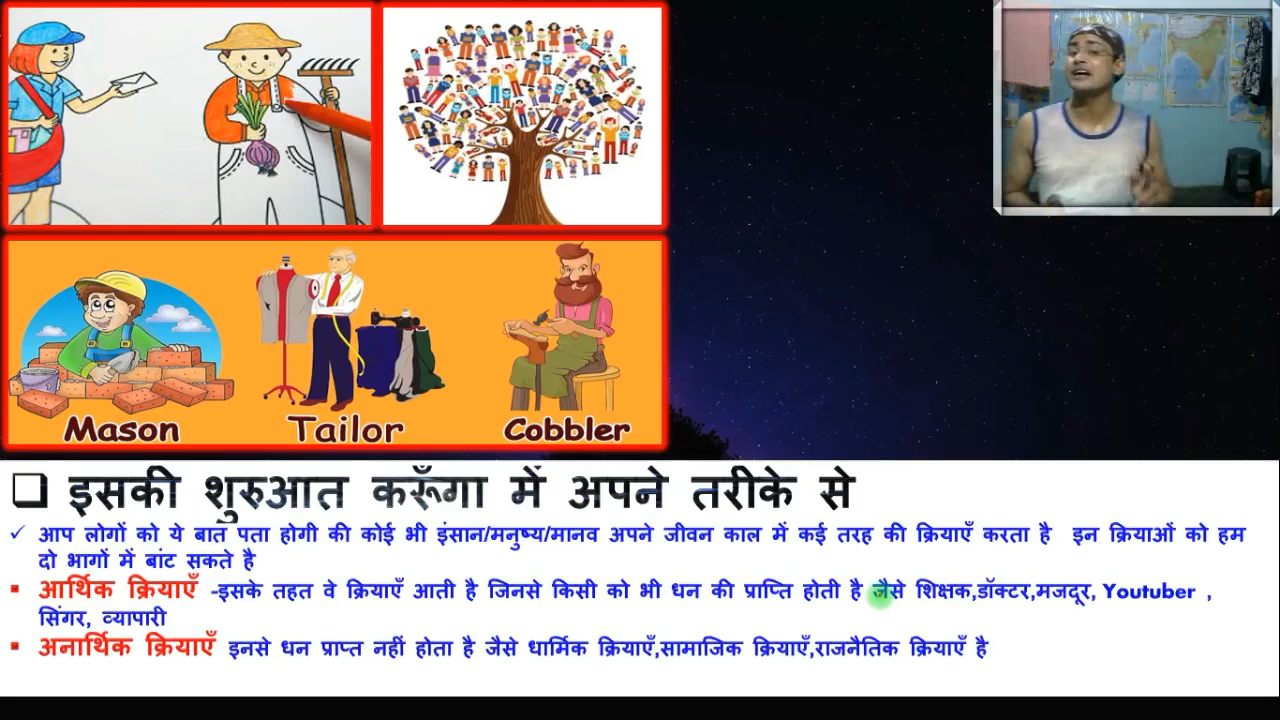 Mason Tailor Cobbler
❑ इसकी शुरुआत करूँगा में अपने तरीके से
✓ आप लोगों को ये बात पता होगी की कोई भी इंसान/मनुष्य/मानव अपने जीवन काल में कई तरह की क्रियाएँ करता है इन क्रियाओं को हम
दो भागों में बांट सकते है
▪ आर्थिक क्रियाएँ -इसके तहत वे क्रियाएँ आती है जिनसे किसी को भी धन की प्राप्ति होती है जैसे शिक्षक,डॉक्टर,मजदूर, Youtuber ,
सिंगर, व्यापारी
▪ अनार्थिक क्रियाएँ इनसे धन प्राप्त नहीं होता है जैसे धार्मिक क्रियाएँ,सामाजिक क्रियाएँ,राजनैतिक क्रियाएँ है